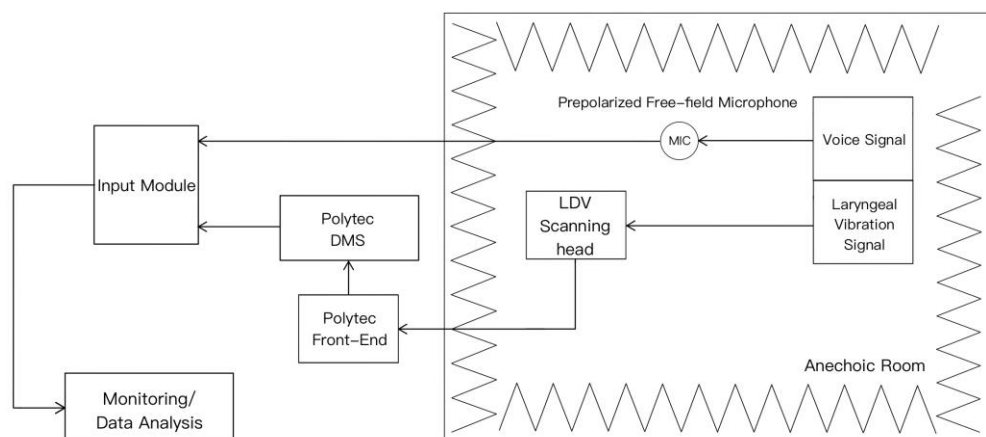 Prepolarized Free-field Microphone
MIC
Voice Signal
Input Module
LDV
Scanning
head
Laryngeal
Vibration
Signal
Polytec
DMS
Polytec
Front-End
Anechoic Room
Monitoring/
Data Analysis